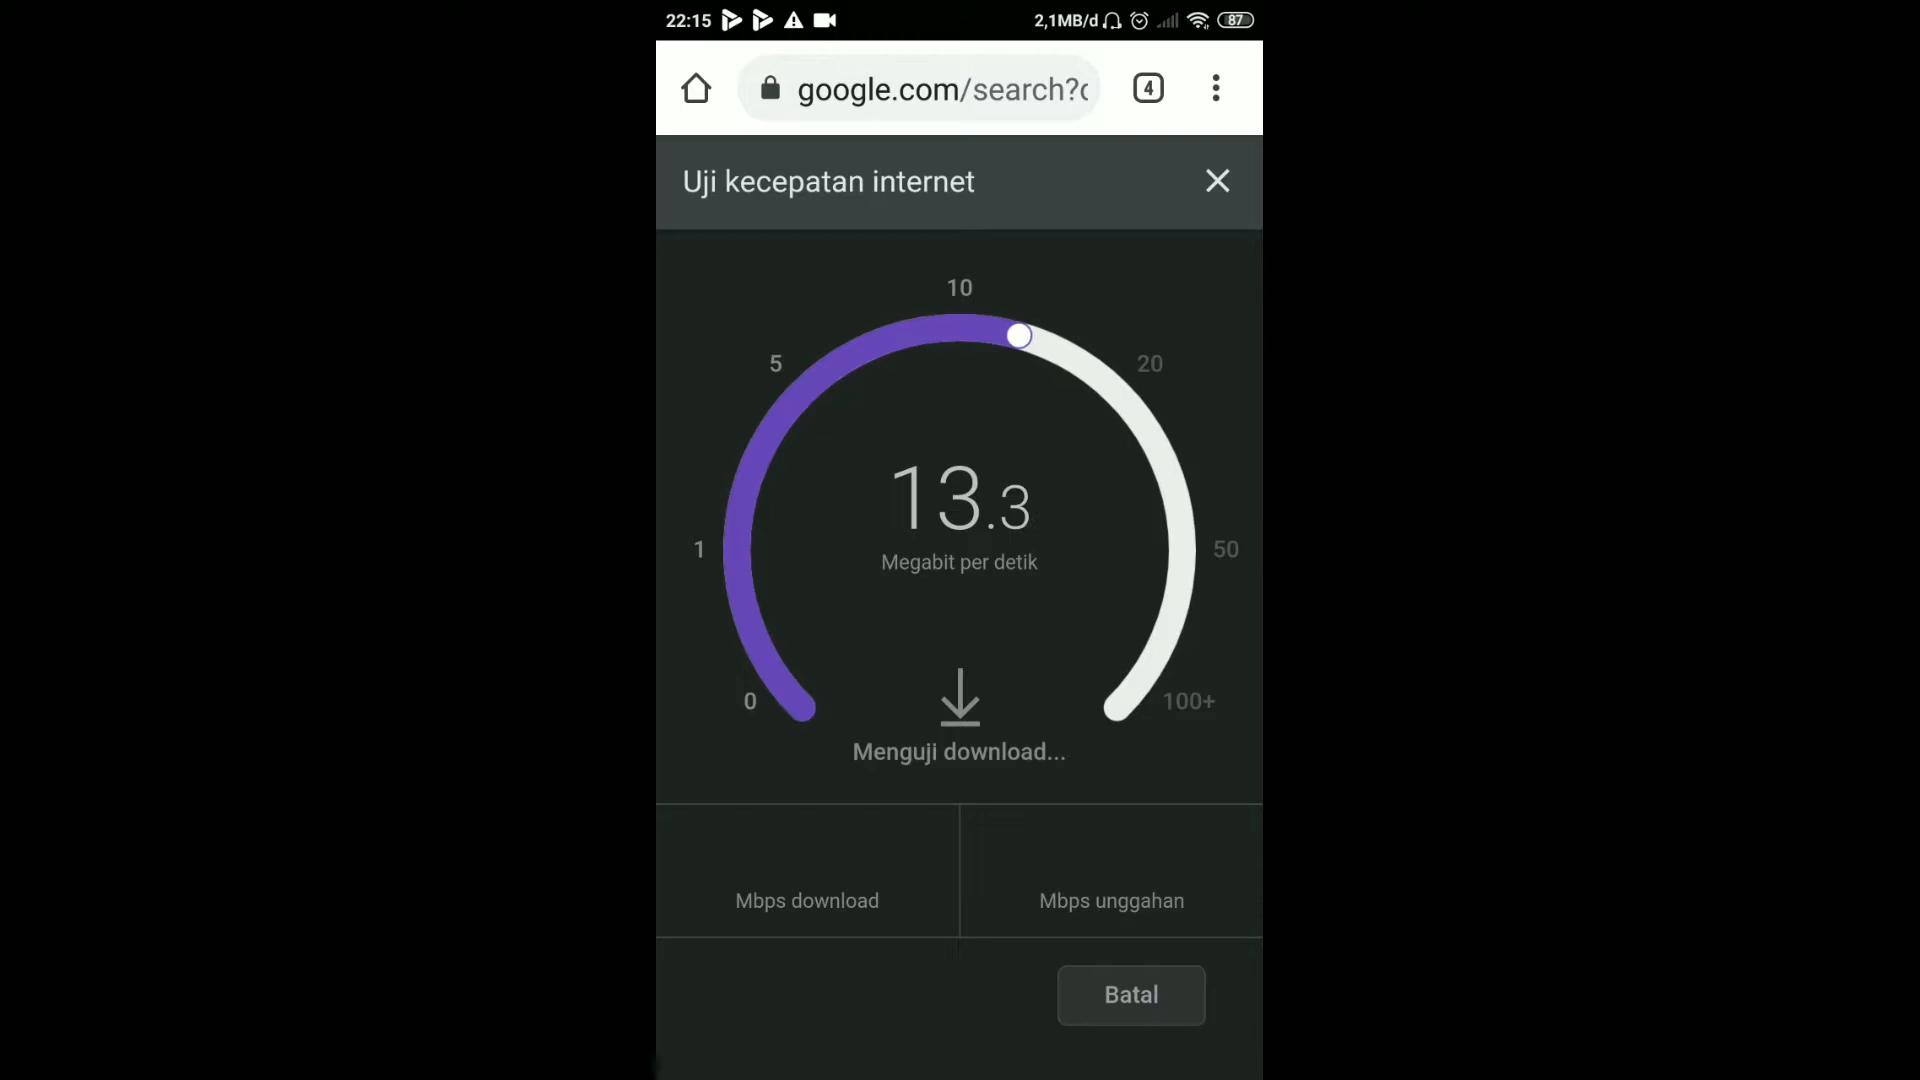 22:15 2,1MB/d 87
google.com/search?
4
Uji kecepatan internet
10
5 20
13.3
Megabit per detik
1 50
0 100+
Menguji download...
Mbps download Mbps unggahan
Batal